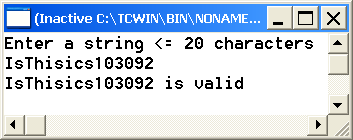 (Inactive C:\TCWIN\BIN\NONAME...
Enter a string <= 20 characters
IsThisics103092
IsThisics103092 is valid